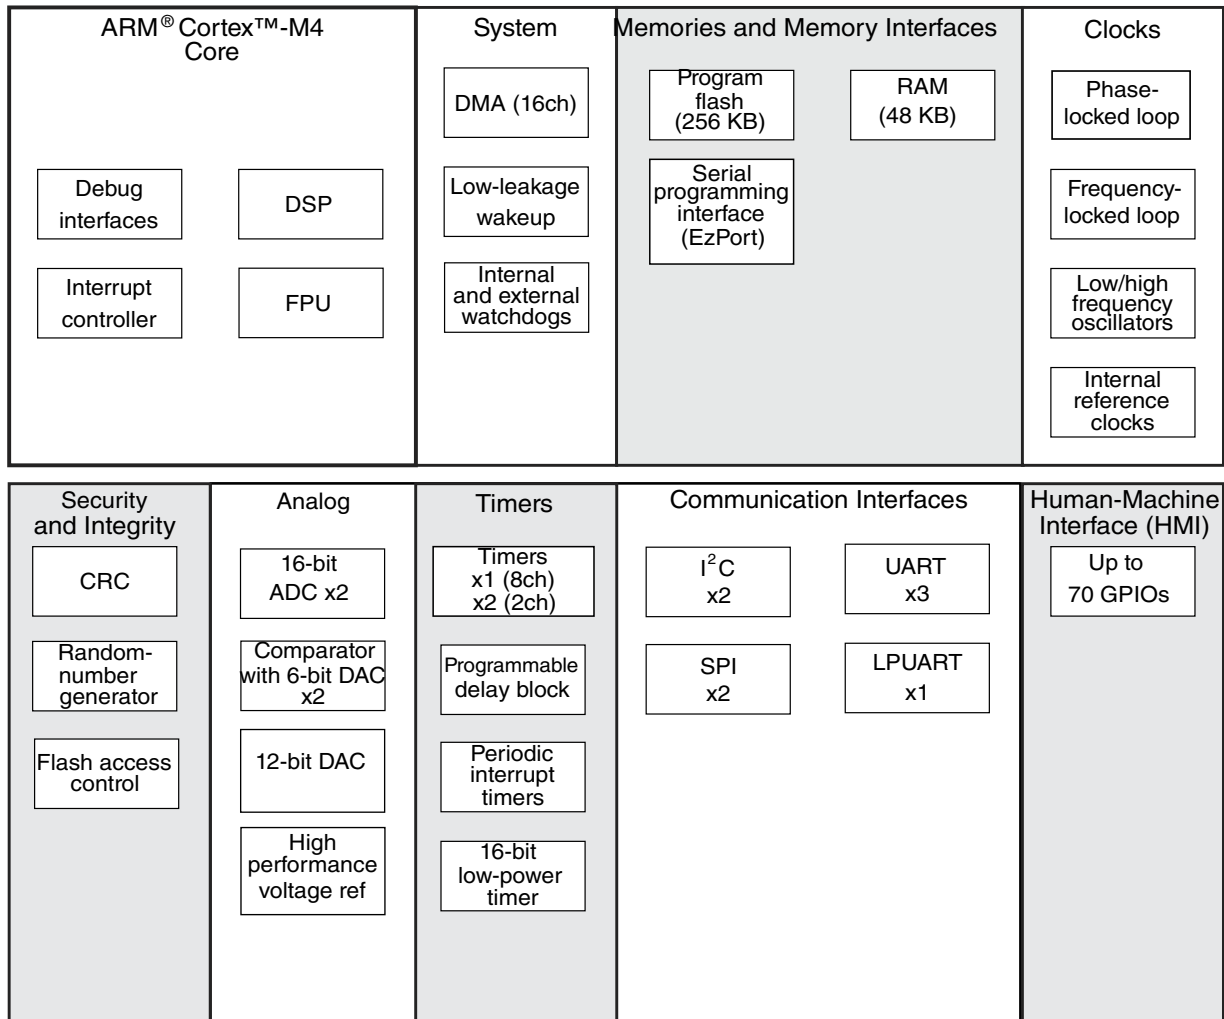 ARM® Cortex™-M4
Core
Debug
interfaces
DSP
Interrupt
controller
FPU
System
DMA (16ch)
Low-leakage
wakeup
Internal
and external
watchdogs
Memories and Memory Interfaces
Program
flash
(256 KB)
RAM
(48 KB)
Serial
programming
interface
(EzPort)
Clocks
Phase-
locked loop
Frequency-
locked loop
Low/high
frequency
oscillators
Internal
reference
clocks
Security
and Integrity
CRC
Random-
number
generator
Flash access
control
Analog
16-bit
ADC x2
Comparator
with 6-bit DAC
x2
12-bit DAC
High
performance
voltage ref
Timers
Timers
x1 (8ch)
x2 (2ch)
Programmable
delay block
Periodic
interrupt
timers
16-bit
low-power
timer
Communication Interfaces
I²C
x2
UART
x3
SPI
x2
LPUART
x1
Human-Machine
Interface (HMI)
Up to
70 GPIOs